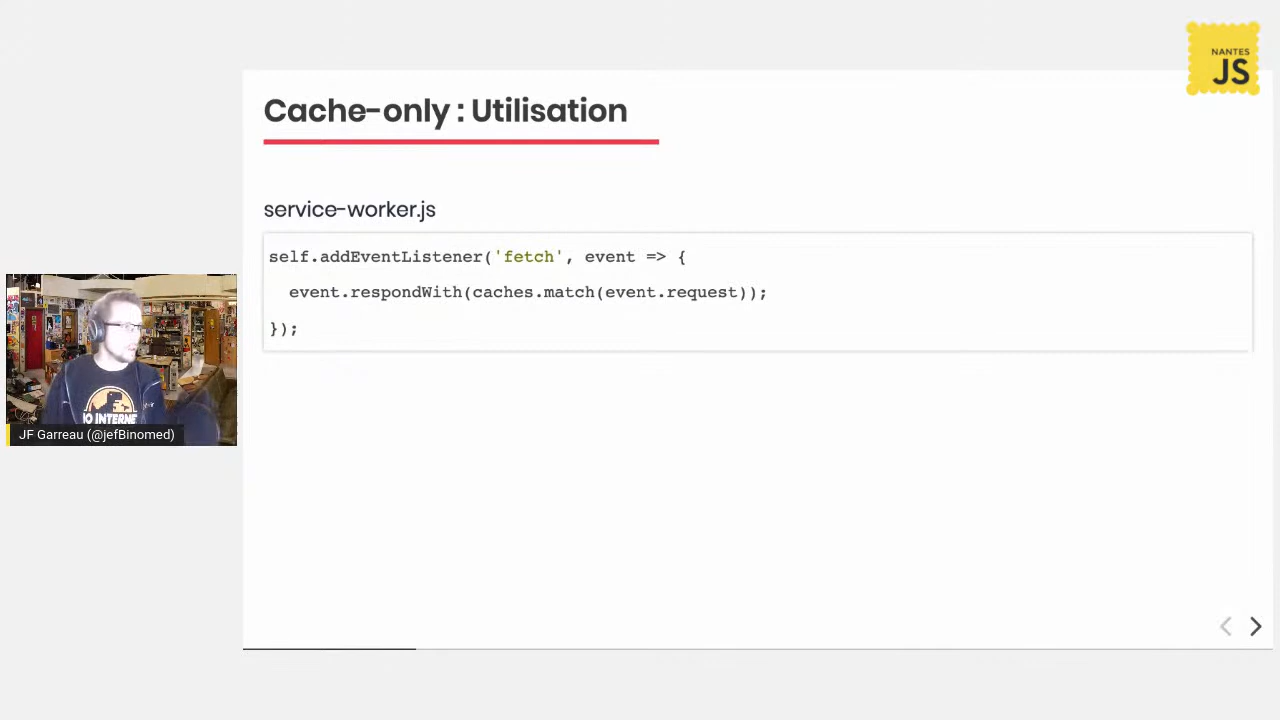 NANTES
JS
Cache-only : Utilisation
service-worker.js
self.addEventListener('fetch', event => {
event.respondWith(caches.match(event.request));
});
INTERNE
JF Garreau (@jefBinomed)